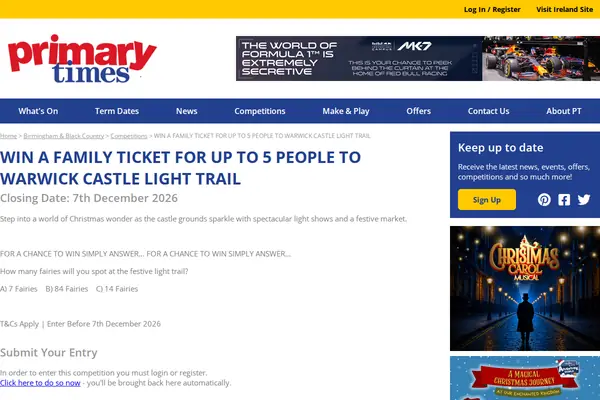 Log In / Register
Visit Ireland Site
primary
times
THE WORLD OF
FORMULA 1™ IS
EXTREMELY
SECRETIVE
MK-7
THIS IS YOUR CHANCE TO PEEK
BEHIND THE CURTAIN AT THE
HOME OF RED BULL RACING
What's On
Term Dates
News
Competitions
Make & Play
Offers
Contact Us
About PT
Home > Birmingham & Black Country > Competitions > WIN A FAMILY TICKET FOR UP TO 5 PEOPLE TO WARWICK CASTLE LIGHT TRAIL
WIN A FAMILY TICKET FOR UP TO 5 PEOPLE TO
WARWICK CASTLE LIGHT TRAIL
Closing Date: 7th December 2026
Step into a world of Christmas wonder as the castle grounds sparkle with spectacular light shows and a festive market.
FOR A CHANCE TO WIN SIMPLY ANSWER... FOR A CHANCE TO WIN SIMPLY ANSWER...
How many fairies will you spot at the festive light trail?
A) 7 Fairies B) 84 Fairies C) 14 Fairies
T&Cs Apply | Enter Before 7th December 2026
Submit Your Entry
In order to enter this competition you must login or register.
Click here to do so now - you'll be brought back here automatically.
Keep up to date
Receive the latest news, events, offers,
competitions and so much more!
Sign Up
A
CHRISTMAS
CAROL
MUSICAL
A MAGICAL
CHRISTMAS JOURNEY
AT OUR ENCHANTED KINGDOM